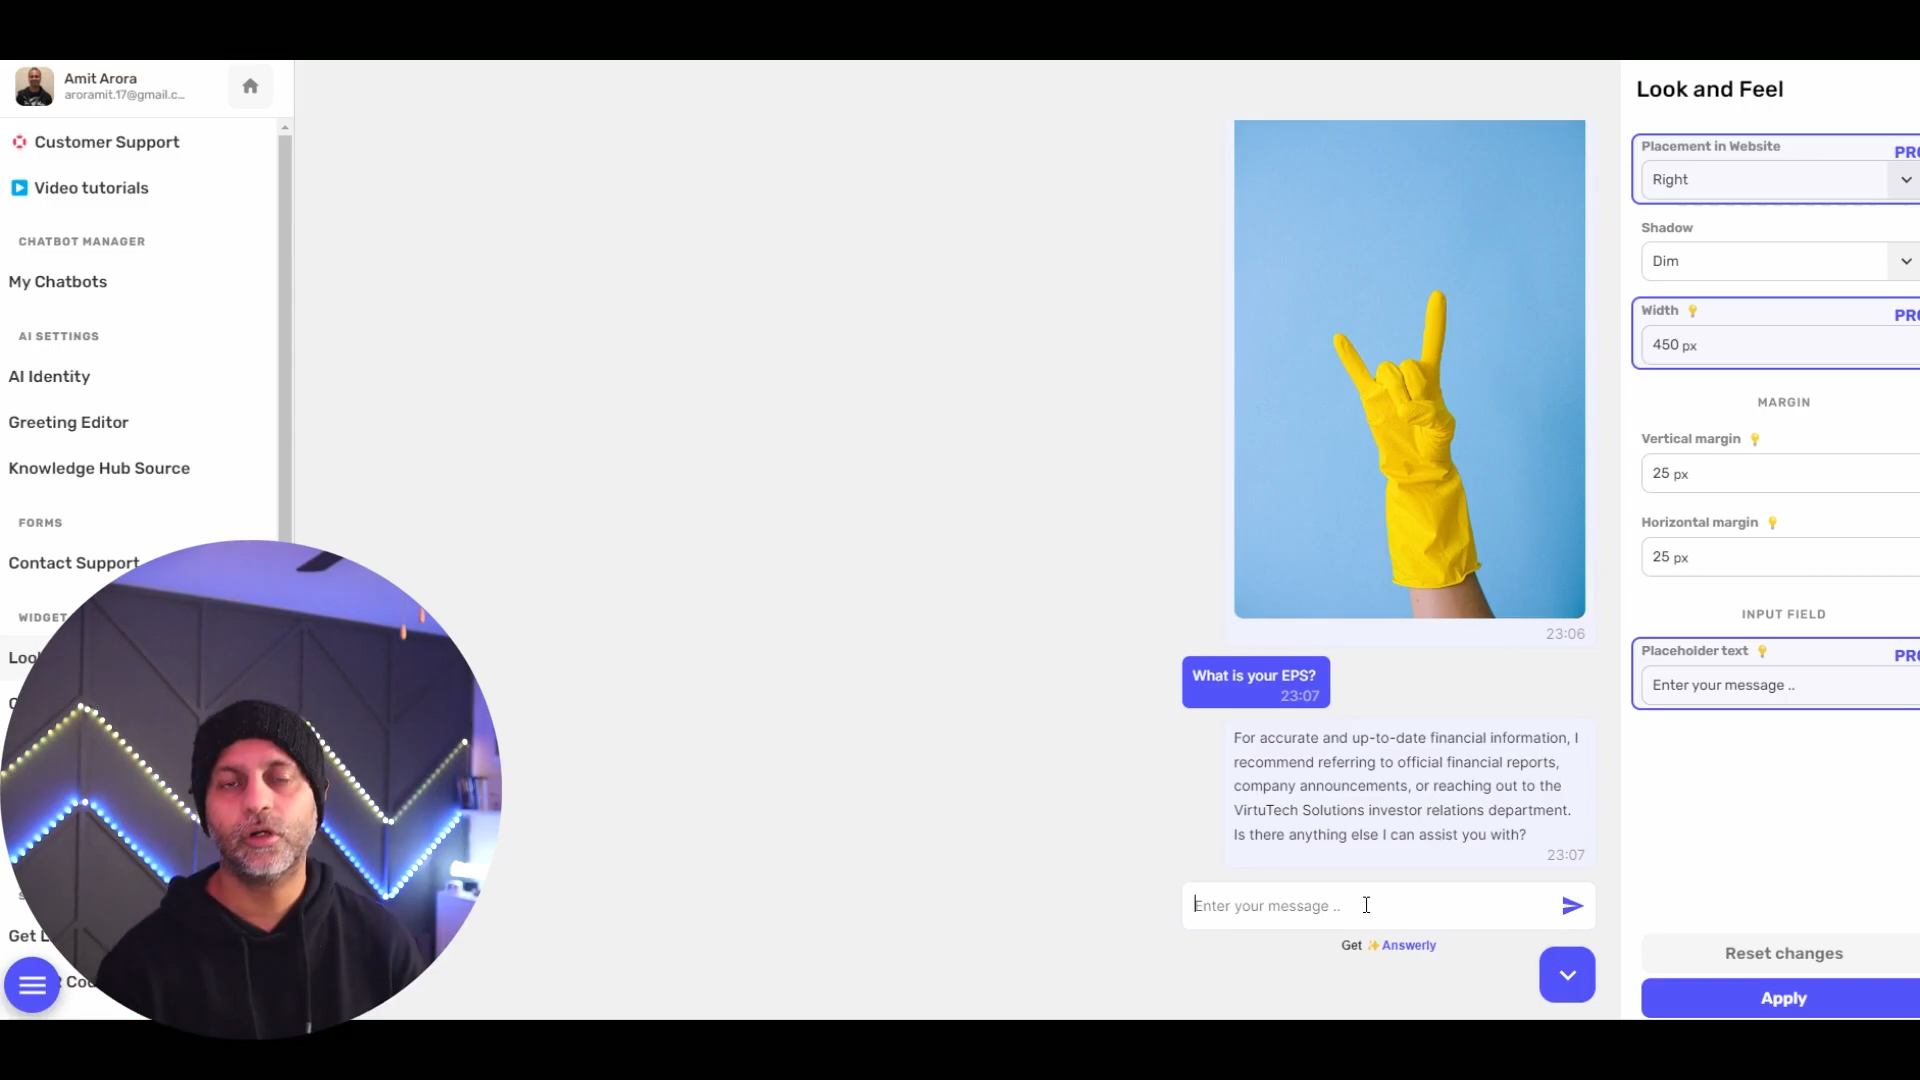 Amit Arora
aroramit.17@gmail.c...
Customer Support
Video tutorials
CHATBOT MANAGER
My Chatbots
AI SETTINGS
AI Identity
Greeting Editor
Knowledge Hub Source
FORMS
Contact Support
WIDGET
Loo
Get L
Cod
23:06
What is your EPS?
23:07
For accurate and up-to-date financial information, I
recommend referring to official financial reports,
company announcements, or reaching out to the
VirtuTech Solutions investor relations department.
Is there anything else I can assist you with?
23:07
Enter your message ..
Get ✨Answerly
Look and Feel
Placement in Website
PRO
Right
Shadow
Dim
Width
PRO
450 px
MARGIN
Vertical margin
25 px
Horizontal margin
25 px
INPUT FIELD
Placeholder text
PRO
Enter your message ..
Reset changes
Apply